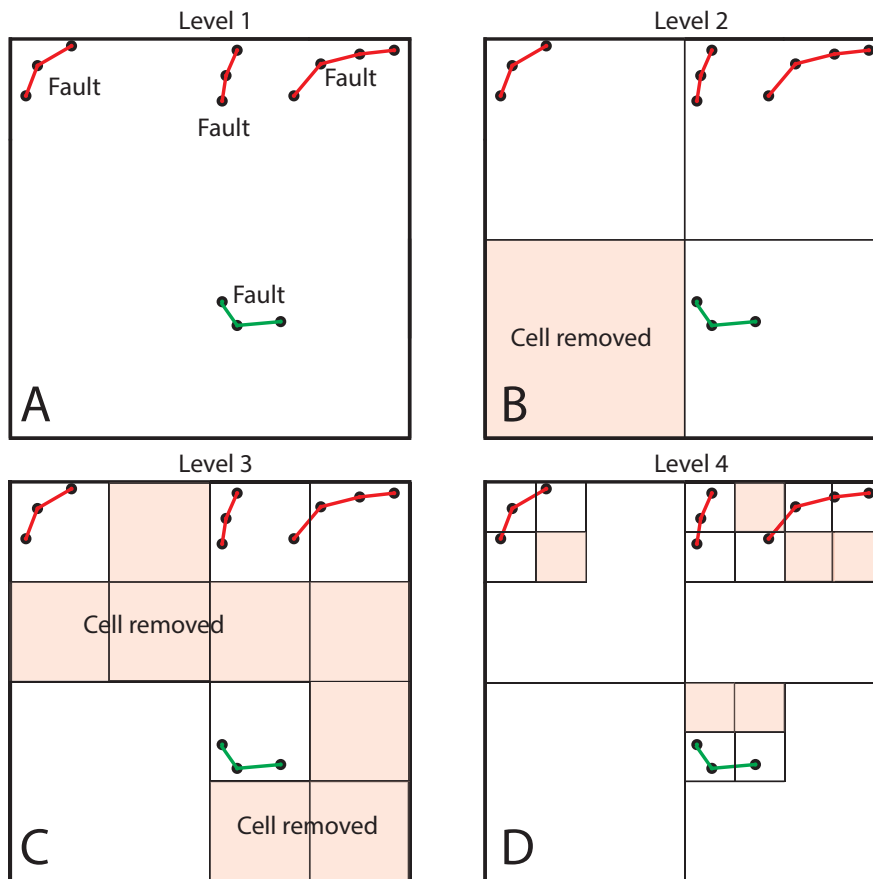 Level 1
Level 2
Fault
Fault
Fault
Fault
A
Cell removed
B
Level 3
Level 4
Cell removed
Cell removed
C
D